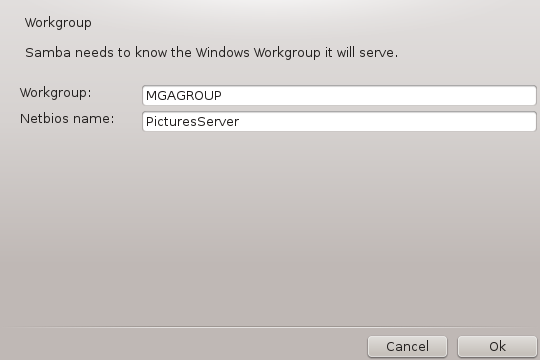 Workgroup
Samba needs to know the Windows Workgroup it will serve.
Workgroup: MGAGROUP
Netbios name: PicturesServer
Cancel Ok